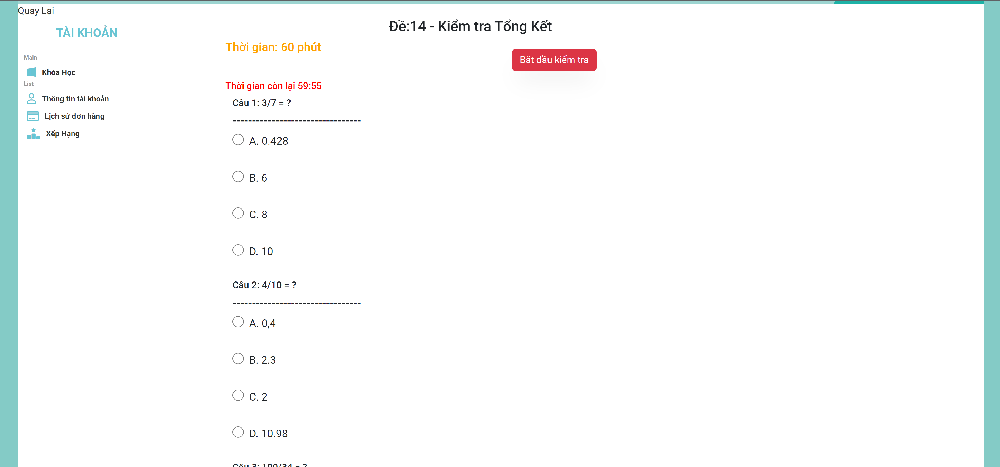 Quay Lại
TÀI KHOẢN
Main
Khóa Học
List
Thông tin tài khoản
Lịch sử đơn hàng
Xếp Hạng
Đề:14 - Kiểm tra Tổng Kết
Thời gian: 60 phút
Bắt đầu kiểm tra
Thời gian còn lại 59:55
Câu 1: 3/7 = ?
---------------------------------
A. 0.428
B. 6
C. 8
D. 10
Câu 2: 4/10 = ?
---------------------------------
A. 0,4
B. 2.3
C. 2
D. 10.98
Câu 3: 100/34 = ?